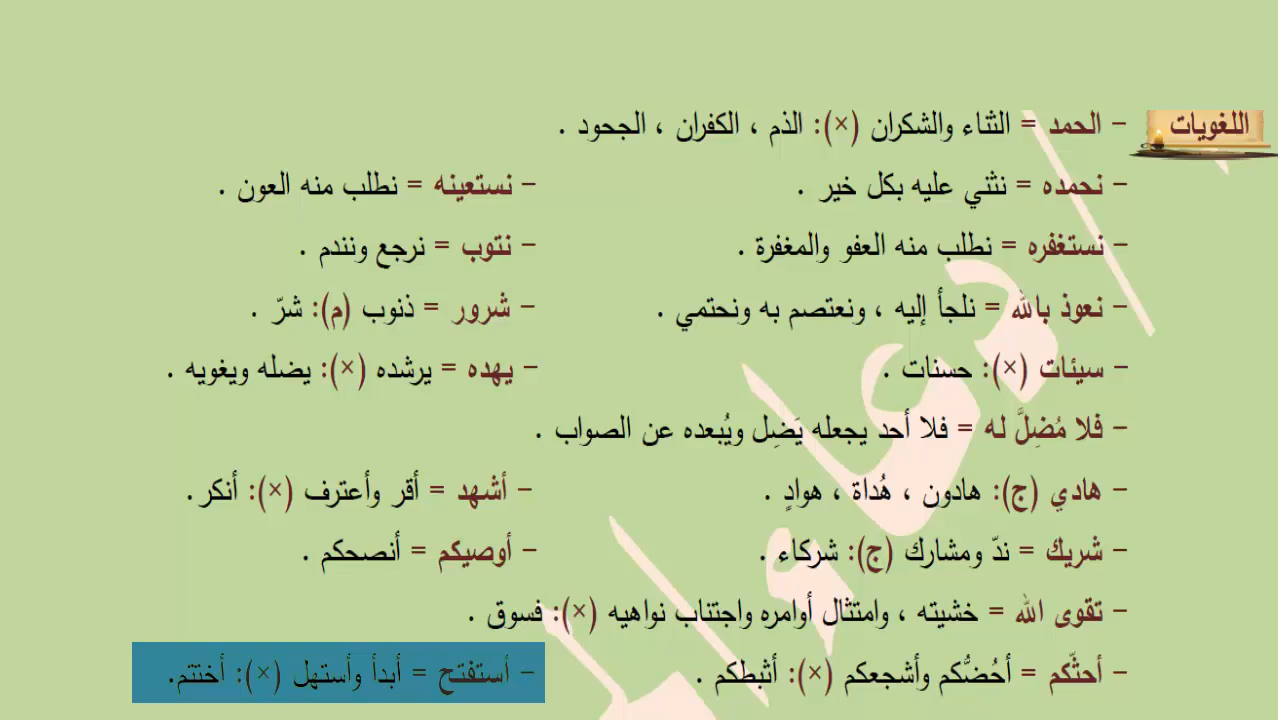 اللغويات
– الحمد = الثناء والشكران (×): الذم ، الكفران ، الجحود .
– نحمده = نثني عليه بكل خير . – نستعينه = نطلب منه العون .
– نستغفره = نطلب منه العفو والمغفرة . – نتوب = نرجع ونندم .
– نعوذ بالله = نلجأ إليه ، ونعتصم به ونحتمي . – شرور = ذنوب (م): شرّ .
– سيئات (×): حسنات . – يهده = يرشده (×): يضله ويغويه .
– فلا مُضِلَّ له = فلا أحد يجعله يَضِل ويُبعده عن الصواب .
– هادي (ج): هادون ، هُداة ، هوادٍ . – أشهد = أقر وأعترف (×): أنكر.
– شريك = ندّ ومشارك (ج): شركاء . – أوصيكم = أنصحكم .
– تقوى الله = خشيته ، وامتثال أوامره واجتناب نواهيه (×): فسوق .
– أحثّكم = أحُضُّكم وأشجعكم (×): أثبطكم . – أستفتح = أبدأ وأستهل (×): أختتم.